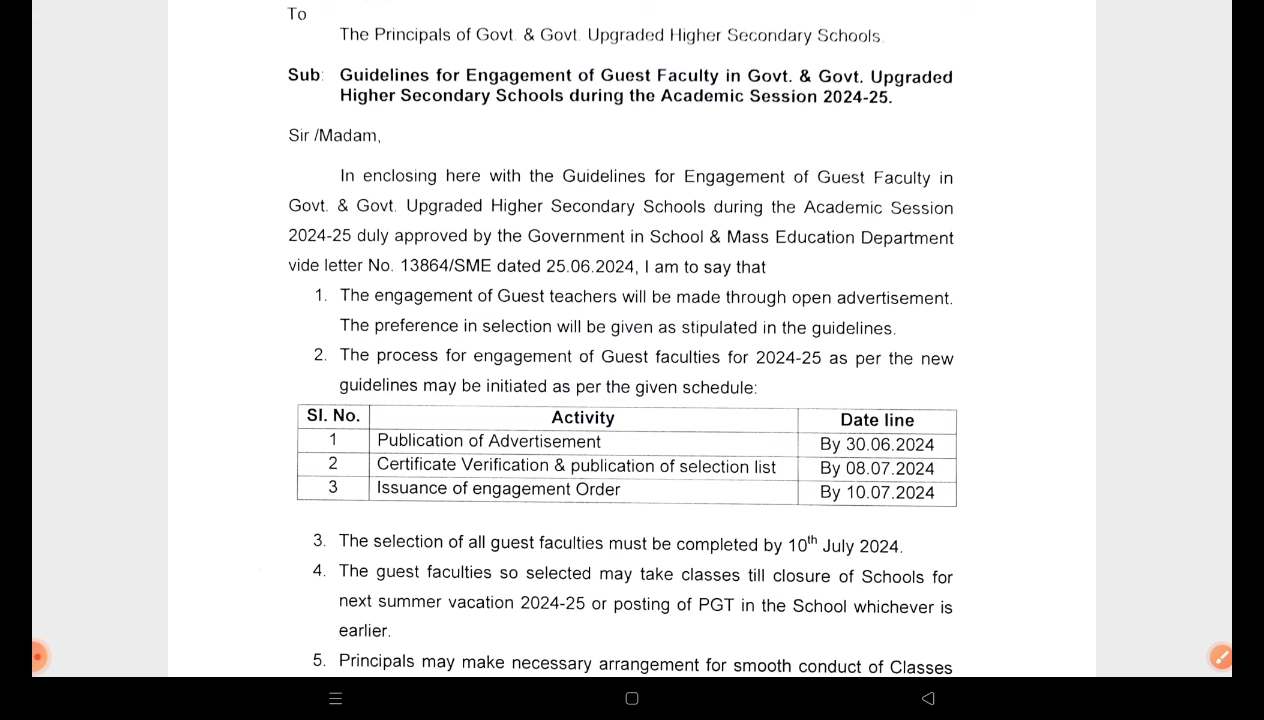 To
The Principals of Govt. & Govt. Upgraded Higher Secondary Schools.
Sub: Guidelines for Engagement of Guest Faculty in Govt. & Govt. Upgraded
Higher Secondary Schools during the Academic Session 2024-25.
Sir /Madam,
In enclosing here with the Guidelines for Engagement of Guest Faculty in
Govt. & Govt. Upgraded Higher Secondary Schools during the Academic Session
2024-25 duly approved by the Government in School & Mass Education Department
vide letter No. 13864/SME dated 25.06.2024, I am to say that
1. The engagement of Guest teachers will be made through open advertisement.
The preference in selection will be given as stipulated in the guidelines.
2. The process for engagement of Guest faculties for 2024-25 as per the new
guidelines may be initiated as per the given schedule:
Sl. No. Activity Date line
1 Publication of Advertisement By 30.06.2024
2 Certificate Verification & publication of selection list By 08.07.2024
3 Issuance of engagement Order By 10.07.2024
3. The selection of all guest faculties must be completed by 10th July 2024.
4. The guest faculties so selected may take classes till closure of Schools for
next summer vacation 2024-25 or posting of PGT in the School whichever is
earlier.
5. Principals may make necessary arrangement for smooth conduct of Classes